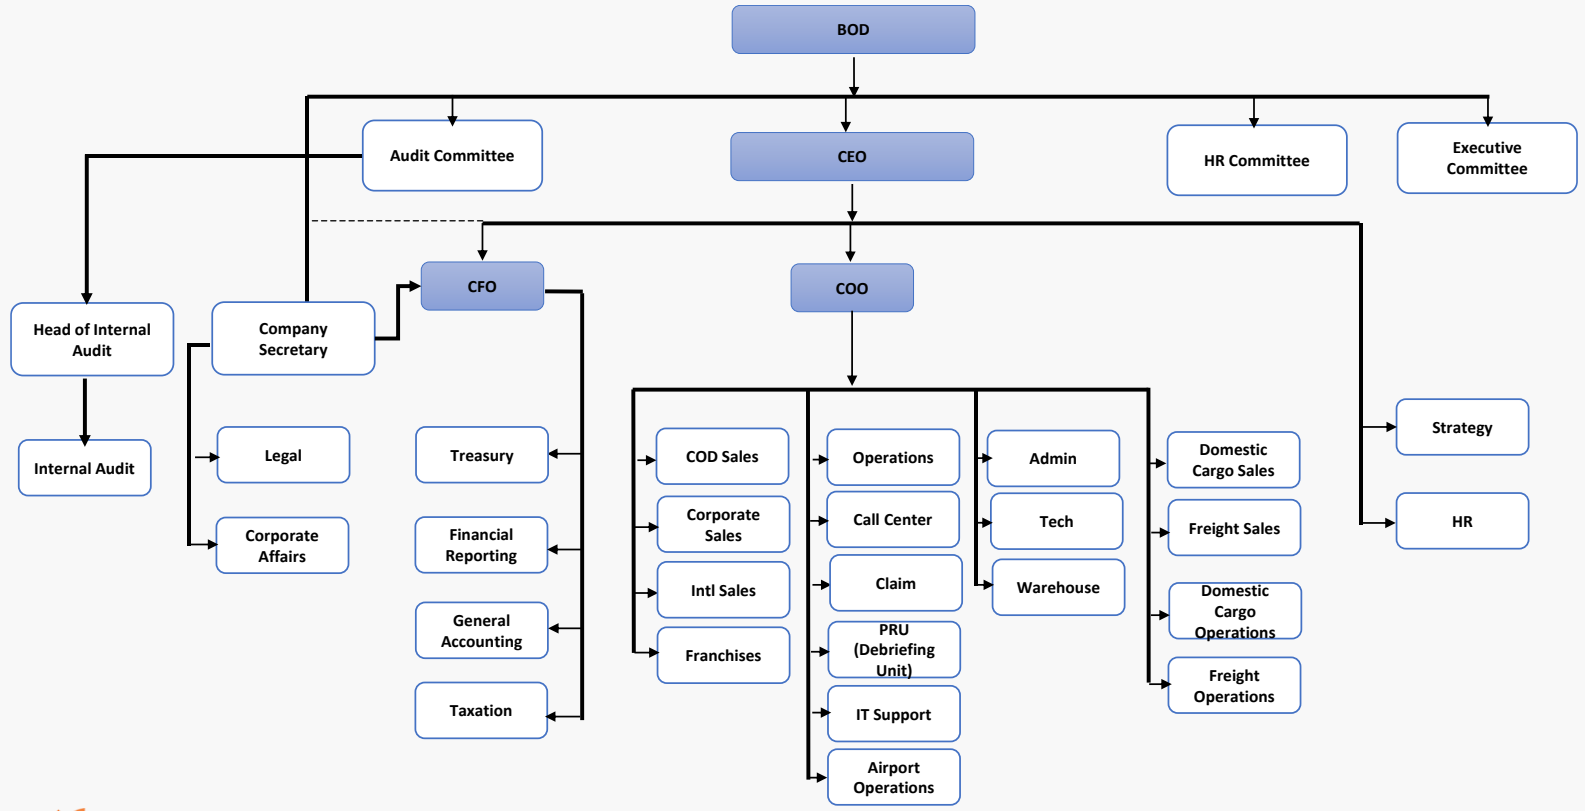 BOD
Audit Committee
CEO
HR Committee
Executive
Committee
CFO
COO
Head of Internal
Audit
Company
Secretary
Internal Audit
Legal
Corporate
Affairs
Treasury
Financial
Reporting
General
Accounting
Taxation
COD Sales
Corporate
Sales
Intl Sales
Franchises
Operations
Call Center
Claim
PRU
(Debriefing
Unit)
IT Support
Airport
Operations
Admin
Tech
Warehouse
Domestic
Cargo Sales
Freight Sales
Domestic
Cargo
Operations
Freight
Operations
Strategy
HR